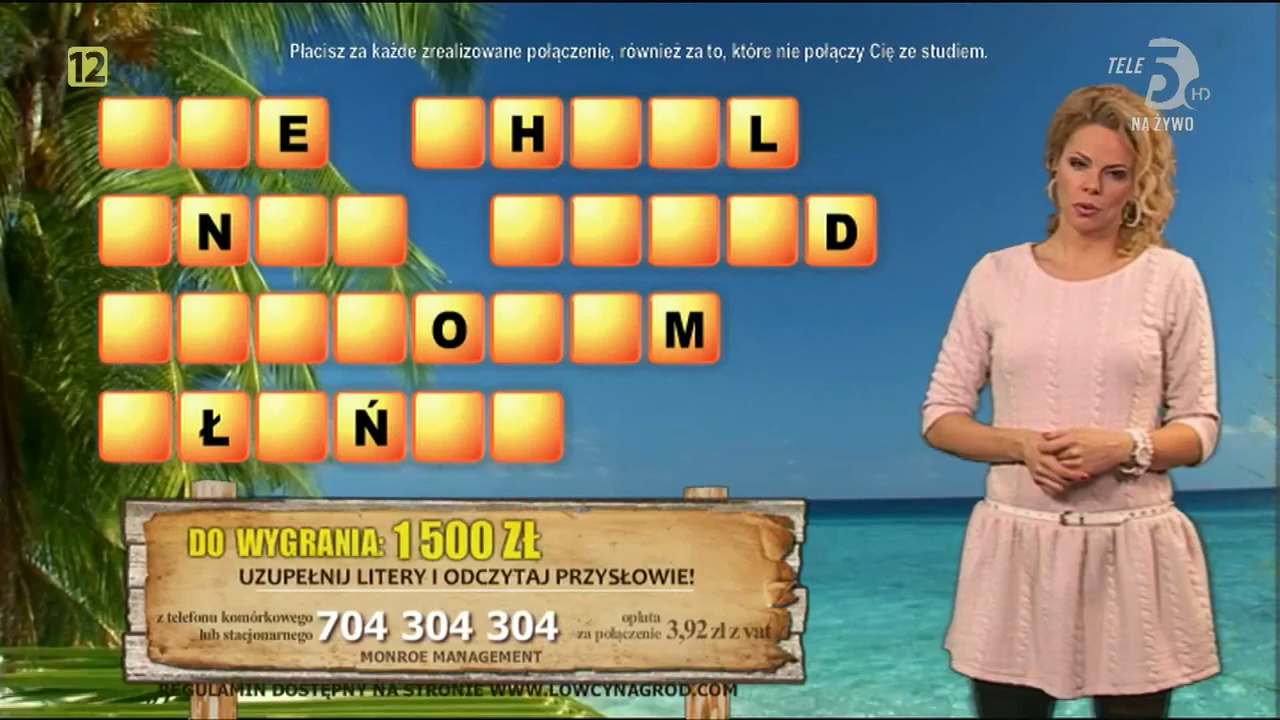 Płacisz za każde zrealizowane połączenie, również za to, które nie połączy Cię ze studiem.
12
TELE 5 HD
NA ŻYWO
E H L
N D
O M
Ł Ń
DO WYGRANIA: 1 500 ZŁ
UZUPEŁNIJ LITERY I ODCZYTAJ PRZYSŁOWIE!
z telefonu komórkowego
lub stacjonarnego
704 304 304
opłata
za połączenie
3,92 zł z vat
MONROE MANAGEMENT
REGULAMIN DOSTĘPNY NA STRONIE WWW.LOWCYNAGROD.COM